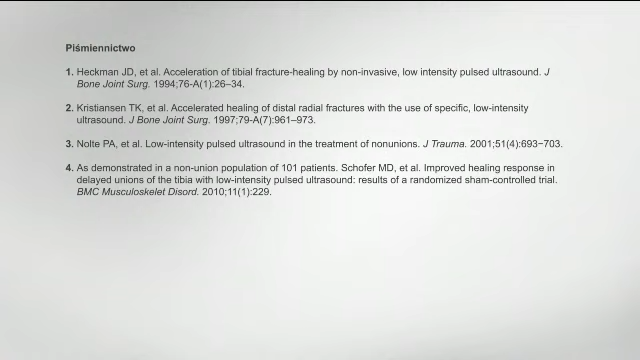 Piśmiennictwo
1. Heckman JD, et al. Acceleration of tibial fracture-healing by non-invasive, low intensity pulsed ultrasound. J
Bone Joint Surg. 1994;76-A(1):26–34.
2. Kristiansen TK, et al. Accelerated healing of distal radial fractures with the use of specific, low-intensity
ultrasound. J Bone Joint Surg. 1997;79-A(7):961–973.
3. Nolte PA, et al. Low-intensity pulsed ultrasound in the treatment of nonunions. J Trauma. 2001;51(4):693−703.
4. As demonstrated in a non-union population of 101 patients. Schofer MD, et al. Improved healing response in
delayed unions of the tibia with low-intensity pulsed ultrasound: results of a randomized sham-controlled trial.
BMC Musculoskelet Disord. 2010;11(1):229.